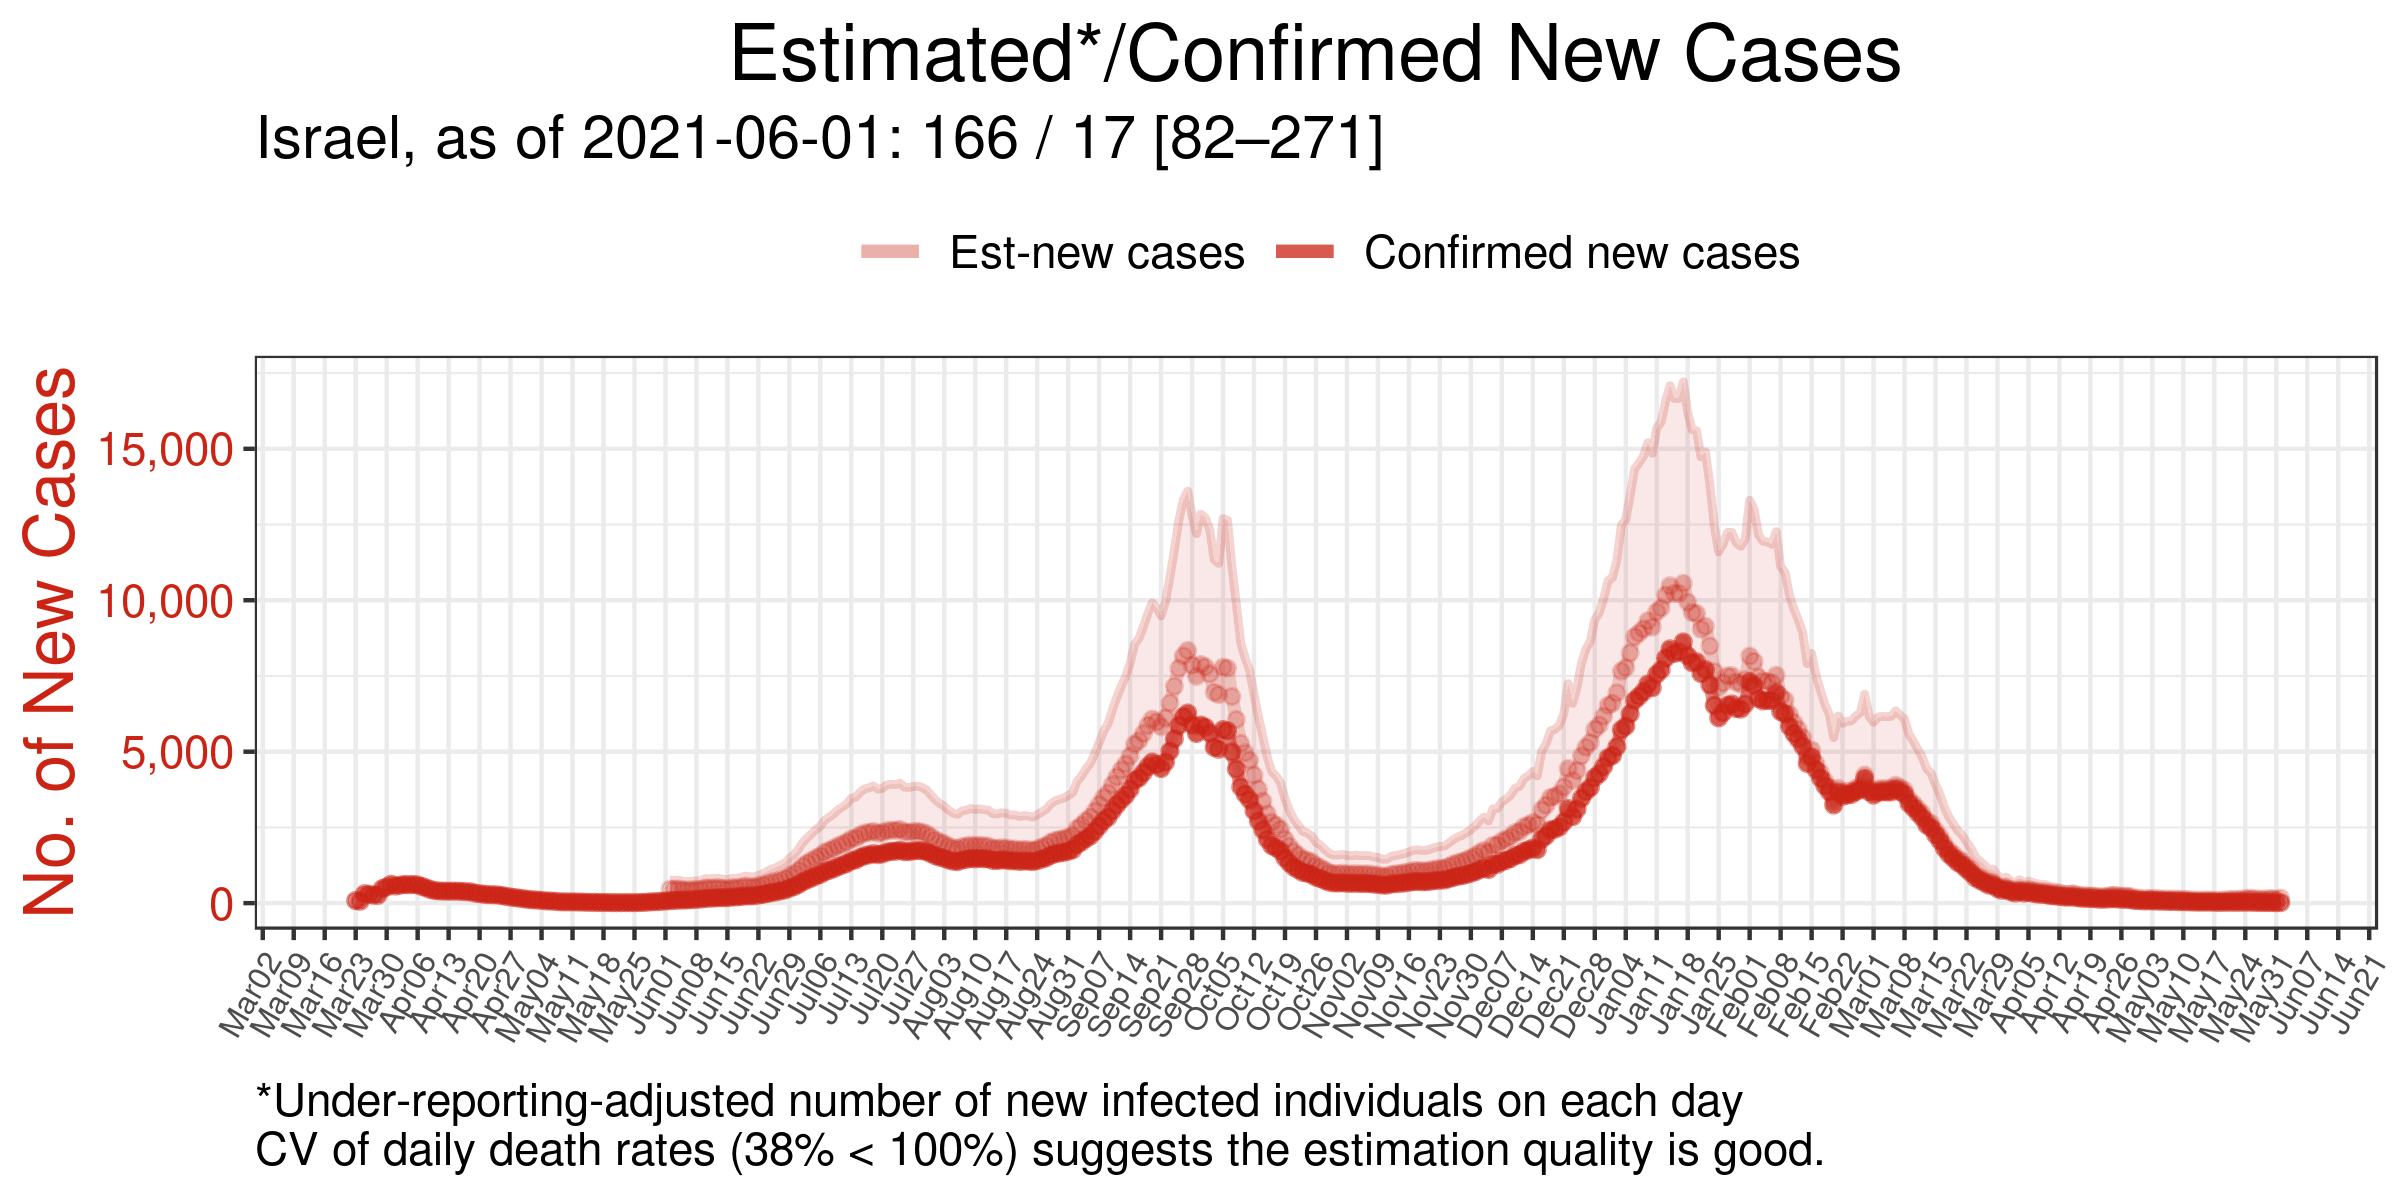 Estimated*/Confirmed New Cases
Israel, as of 2021-06-01: 166 / 17 [82–271]
Est-new cases Confirmed new cases
No. of New Cases
15,000
10,000
5,000
0
Mar02 Mar09 Mar16 Mar23 Mar30 Apr06 Apr13 Apr20 Apr27 May04 May11 May18 May25 Jun01 Jun08 Jun15 Jun22 Jun29 Jul06 Jul13 Jul20 Jul27 Aug03 Aug10 Aug17 Aug24 Aug31 Sep07 Sep14 Sep21 Sep28 Oct05 Oct12 Oct19 Oct26 Nov02 Nov09 Nov16 Nov23 Nov30 Dec07 Dec14 Dec21 Dec28 Jan04 Jan11 Jan18 Jan25 Feb01 Feb08 Feb15 Feb22 Mar01 Mar08 Mar15 Mar22 Mar29 Apr05 Apr12 Apr19 Apr26 May03 May10 May17 May24 May31 Jun07 Jun14 Jun21
*Under-reporting-adjusted number of new infected individuals on each day
CV of daily death rates (38% < 100%) suggests the estimation quality is good.